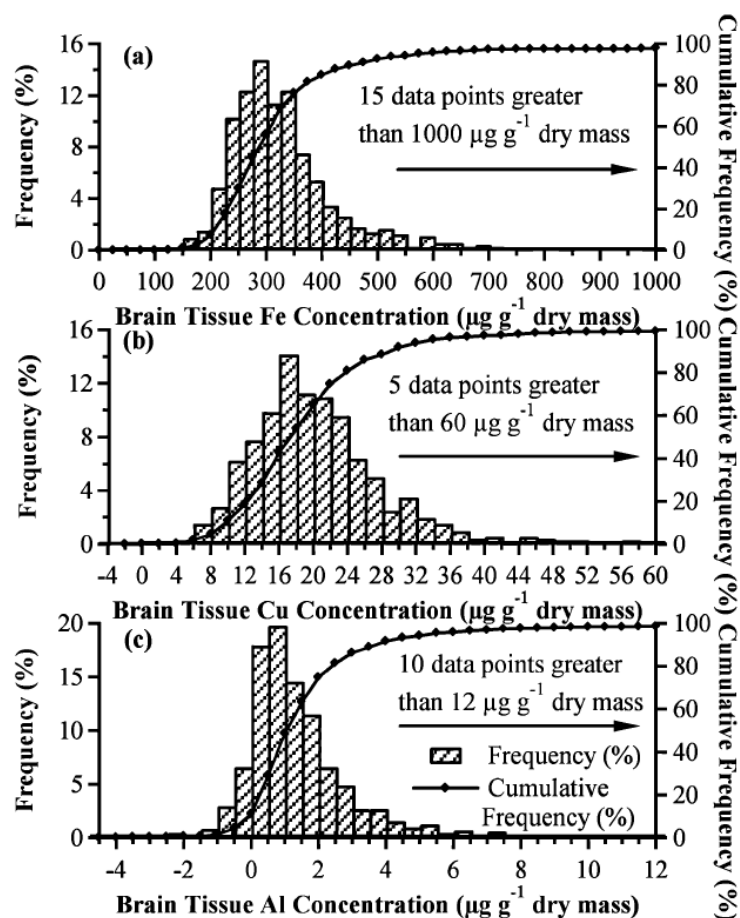 (a)
Frequency (%)
16
12
8
4
0
15 data points greater
than 1000 µg g-1 dry mass
100
80
60
40
20
0
Cumulative Frequency (%)
0 100 200 300 400 500 600 700 800 900 1000
Brain Tissue Fe Concentration (µg g-1 dry mass)
(b)
Frequency (%)
16
12
8
4
0
5 data points greater
than 60 µg g-1 dry mass
100
80
60
40
20
0
Cumulative Frequency (%)
-4 0 4 8 12 16 20 24 28 32 36 40 44 48 52 56 60
Brain Tissue Cu Concentration (µg g-1 dry mass)
(c)
Frequency (%)
20
15
10
5
0
10 data points greater
than 12 µg g-1 dry mass
Frequency (%)
Cumulative
Frequency (%)
100
80
60
40
20
0
Cumulative Frequency (%)
-4 -2 0 2 4 6 8 10 12
Brain Tissue Al Concentration (µg g-1 dry mass)